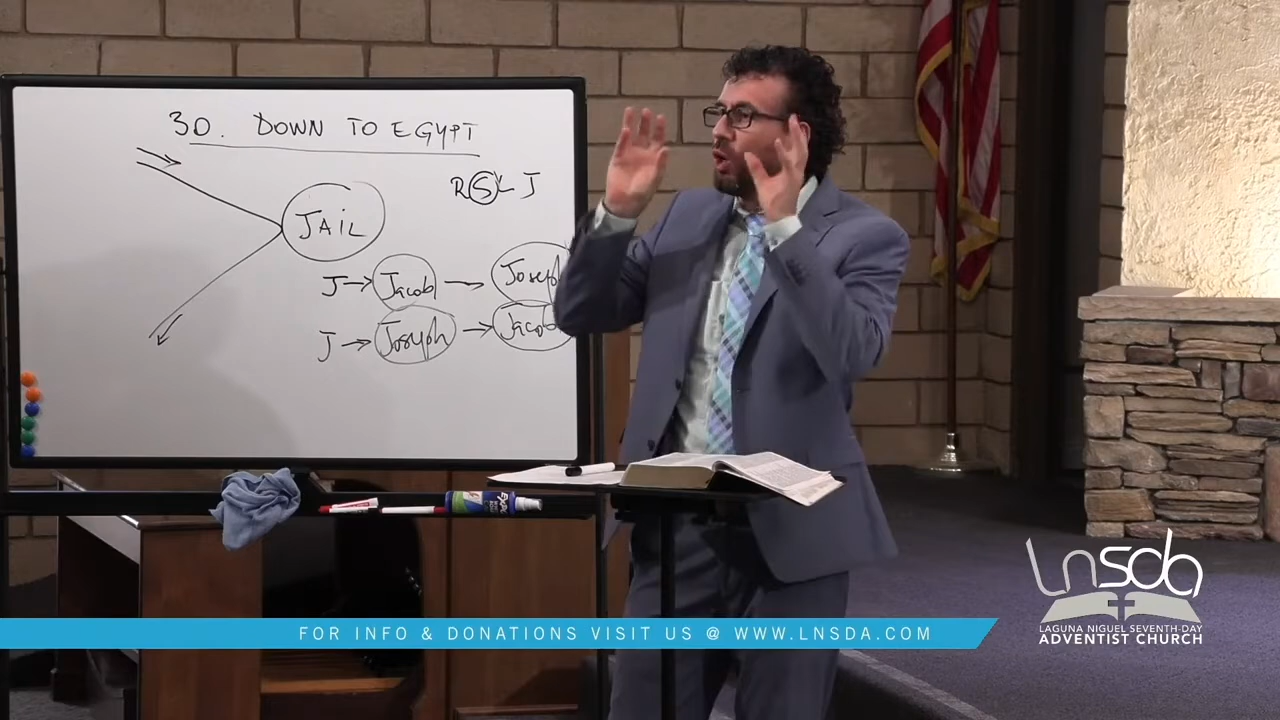 30. DOWN TO EGYPT
R S L J
JAIL
J → Jacob — Joseph
J → Joseph → Jacob
EXPO
LnSDA
LAGUNA NIGUEL SEVENTH-DAY
ADVENTIST CHURCH
FOR INFO & DONATIONS VISIT US @ WWW.LNSDA.COM